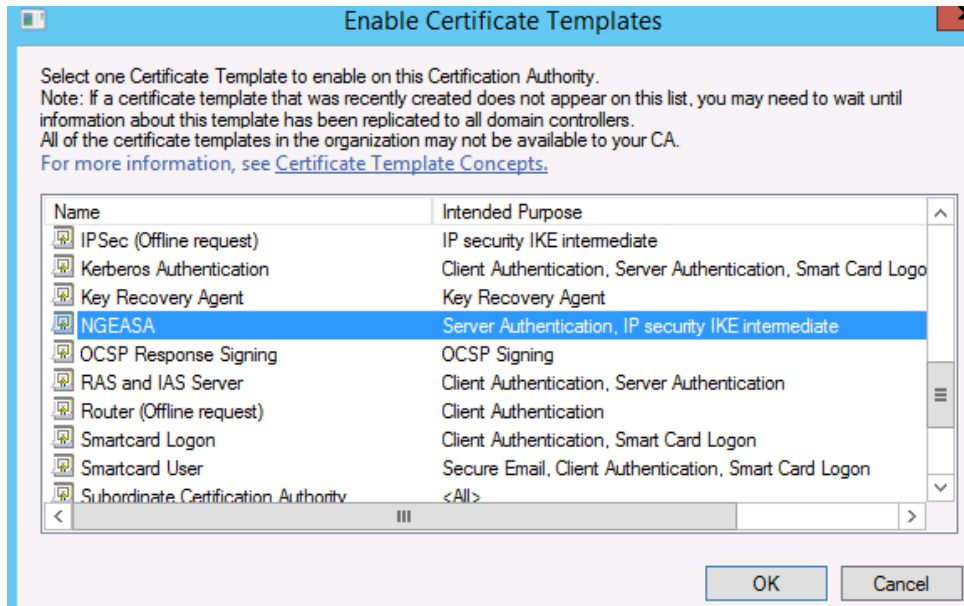 Enable Certificate Templates
Select one Certificate Template to enable on this Certification Authority.
Note: If a certificate template that was recently created does not appear on this list, you may need to wait until
information about this template has been replicated to all domain controllers.
All of the certificate templates in the organization may not be available to your CA.
For more information, see Certificate Template Concepts.
Name Intended Purpose
IPSec (Offline request) IP security IKE intermediate
Kerberos Authentication Client Authentication, Server Authentication, Smart Card Logo
Key Recovery Agent Key Recovery Agent
NGEASA Server Authentication, IP security IKE intermediate
OCSP Response Signing OCSP Signing
RAS and IAS Server Client Authentication, Server Authentication
Router (Offline request) Client Authentication
Smartcard Logon Client Authentication, Smart Card Logon
Smartcard User Secure Email, Client Authentication, Smart Card Logon
Subordinate Certification Authority <All>
OK Cancel